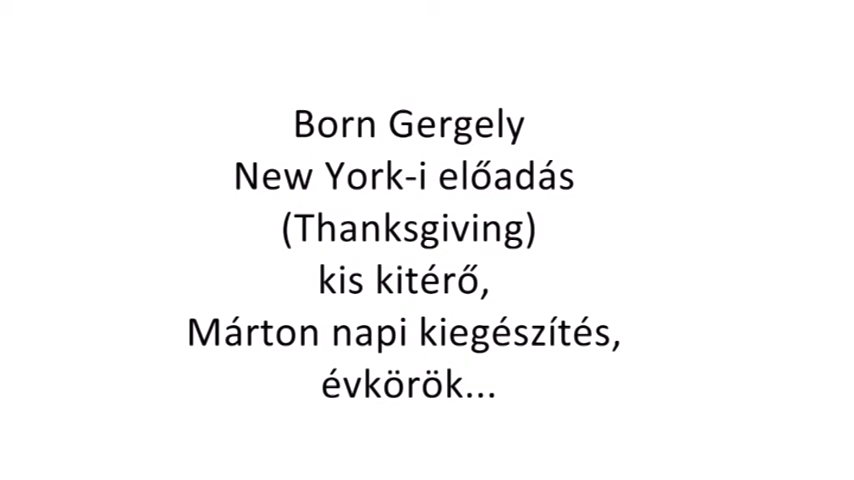 Born Gergely
New York-i előadás
(Thanksgiving)
kis kitérő,
Márton napi kiegészítés,
évkörök...